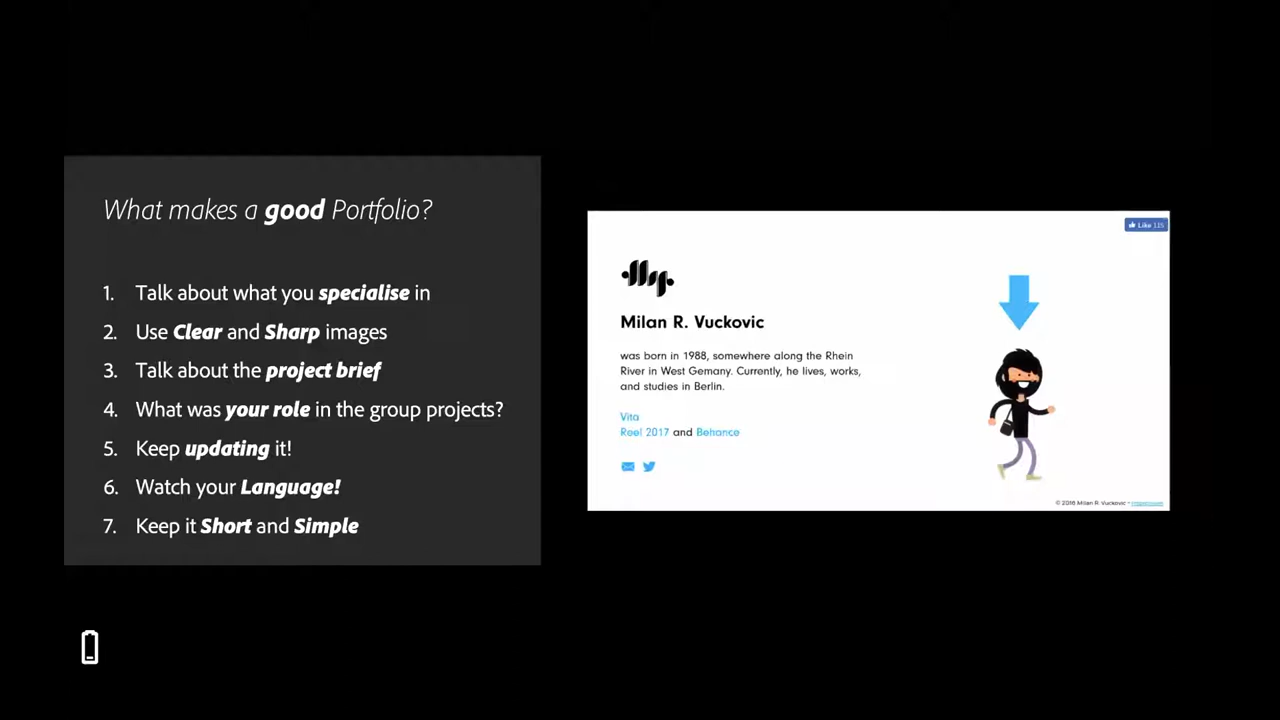 What makes a good Portfolio?
1. Talk about what you specialise in
2. Use Clear and Sharp images
3. Talk about the project brief
4. What was your role in the group projects?
5. Keep updating it!
6. Watch your Language!
7. Keep it Short and Simple
Like 115
Milan R. Vuckovic
was born in 1988, somewhere along the Rhein
River in West Gemany. Currently, he lives, works,
and studies in Berlin.
Vita
Reel 2017 and Behance
© 2016 Milan R. Vuckovic • Impressum